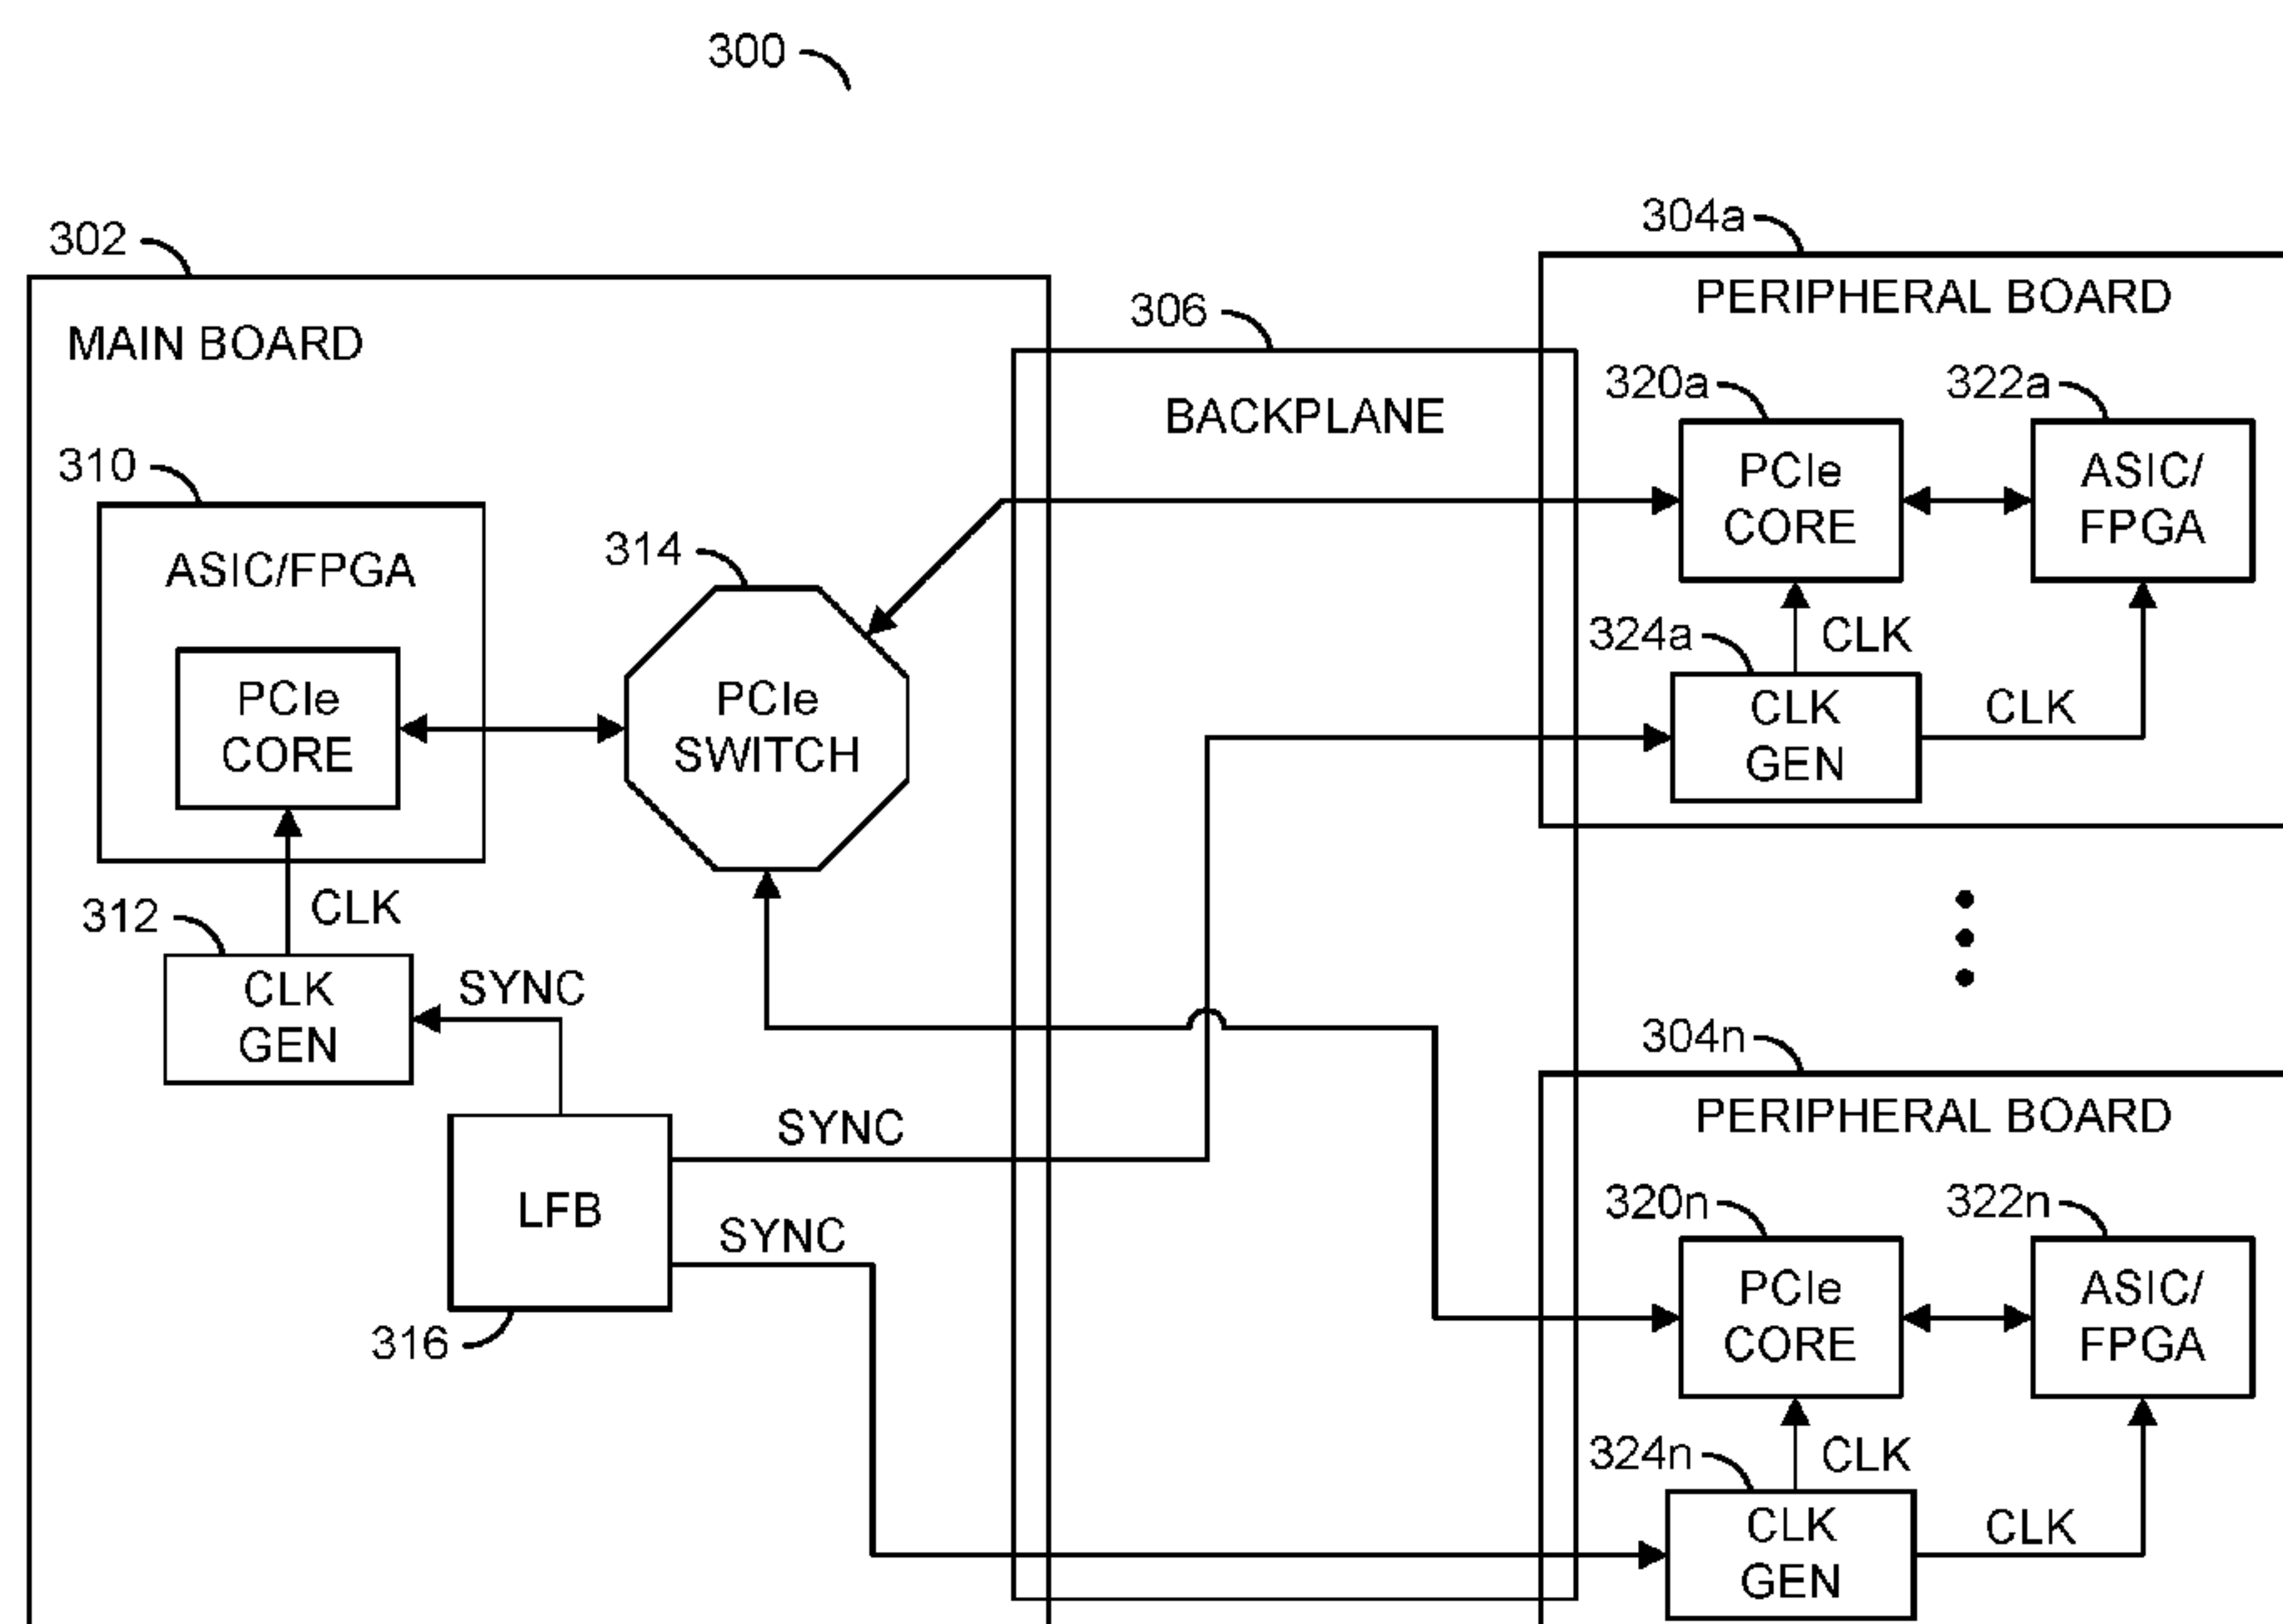 300
302
MAIN BOARD
310
ASIC/FPGA
PCIe
CORE
314
PCIe
SWITCH
312
CLK
CLK
GEN
SYNC
LFB
316
SYNC
SYNC
306
BACKPLANE
304a
PERIPHERAL BOARD
320a
PCIe
CORE
322a
ASIC/
FPGA
324a
CLK
CLK
GEN
CLK
304n
PERIPHERAL BOARD
320n
PCIe
CORE
322n
ASIC/
FPGA
324n
CLK
CLK
GEN
CLK